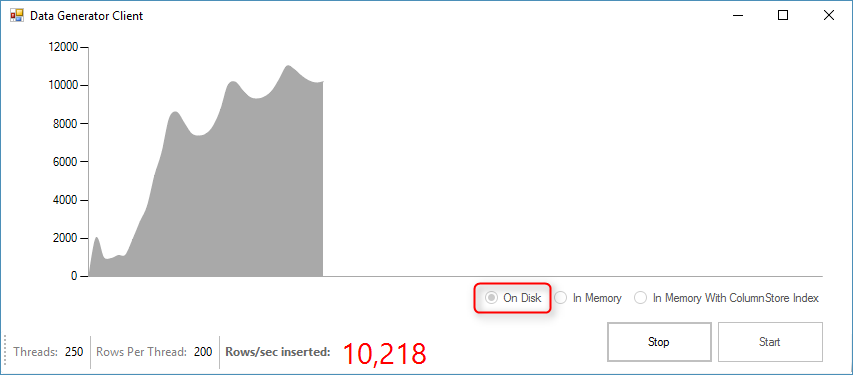 Data Generator Client
12000
10000
8000
6000
4000
2000
0
On Disk In Memory In Memory With ColumnStore Index
Stop Start
Threads: 250 Rows Per Thread: 200 Rows/sec inserted: 10,218